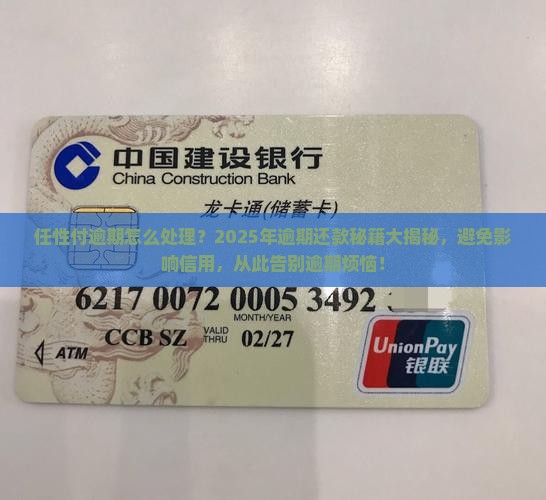 中国建设银行
China Construction Bank
龙卡通(储蓄卡)
任性付逾期怎么处理？2025年逾期还款秘籍大揭秘，避免影
响信用，从此告别逾期烦恼！
6217 0072 0005 3492
MONTH/YEAR
CCB SZ VALID THRU 02/27
ATM
UnionPay
银联